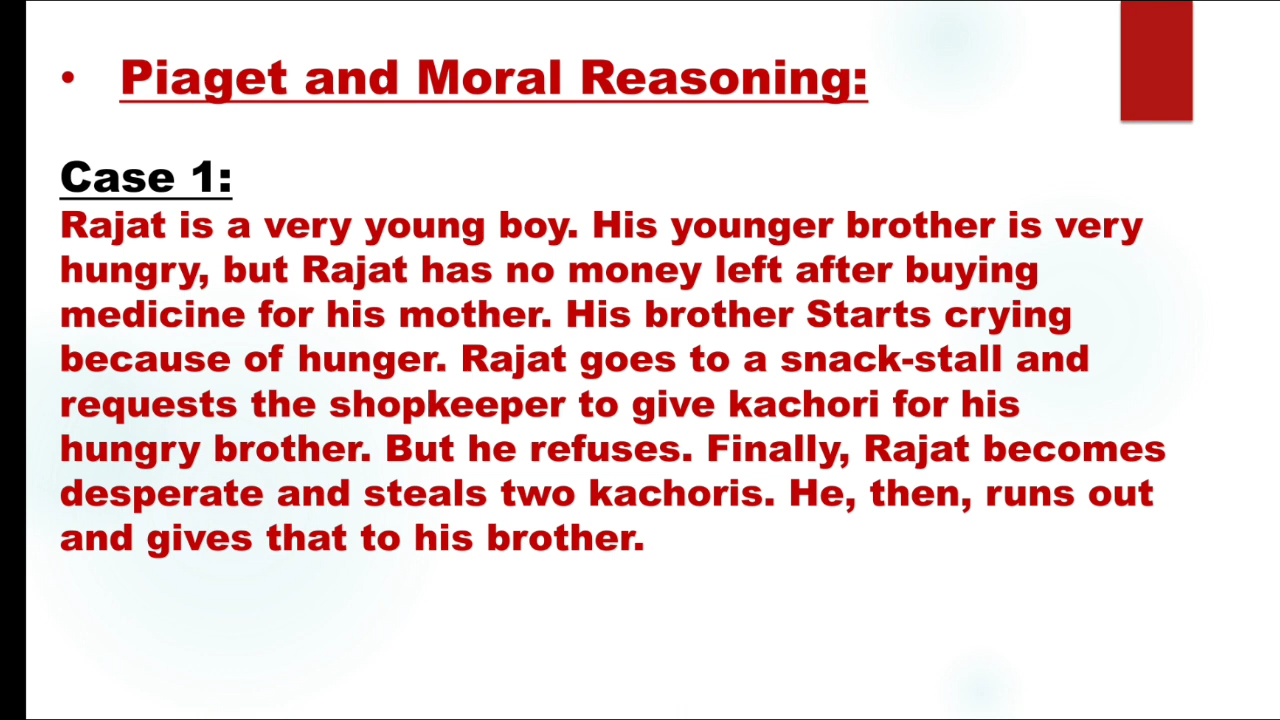 • Piaget and Moral Reasoning:
Case 1:
Rajat is a very young boy. His younger brother is very
hungry, but Rajat has no money left after buying
medicine for his mother. His brother Starts crying
because of hunger. Rajat goes to a snack-stall and
requests the shopkeeper to give kachori for his
hungry brother. But he refuses. Finally, Rajat becomes
desperate and steals two kachoris. He, then, runs out
and gives that to his brother.